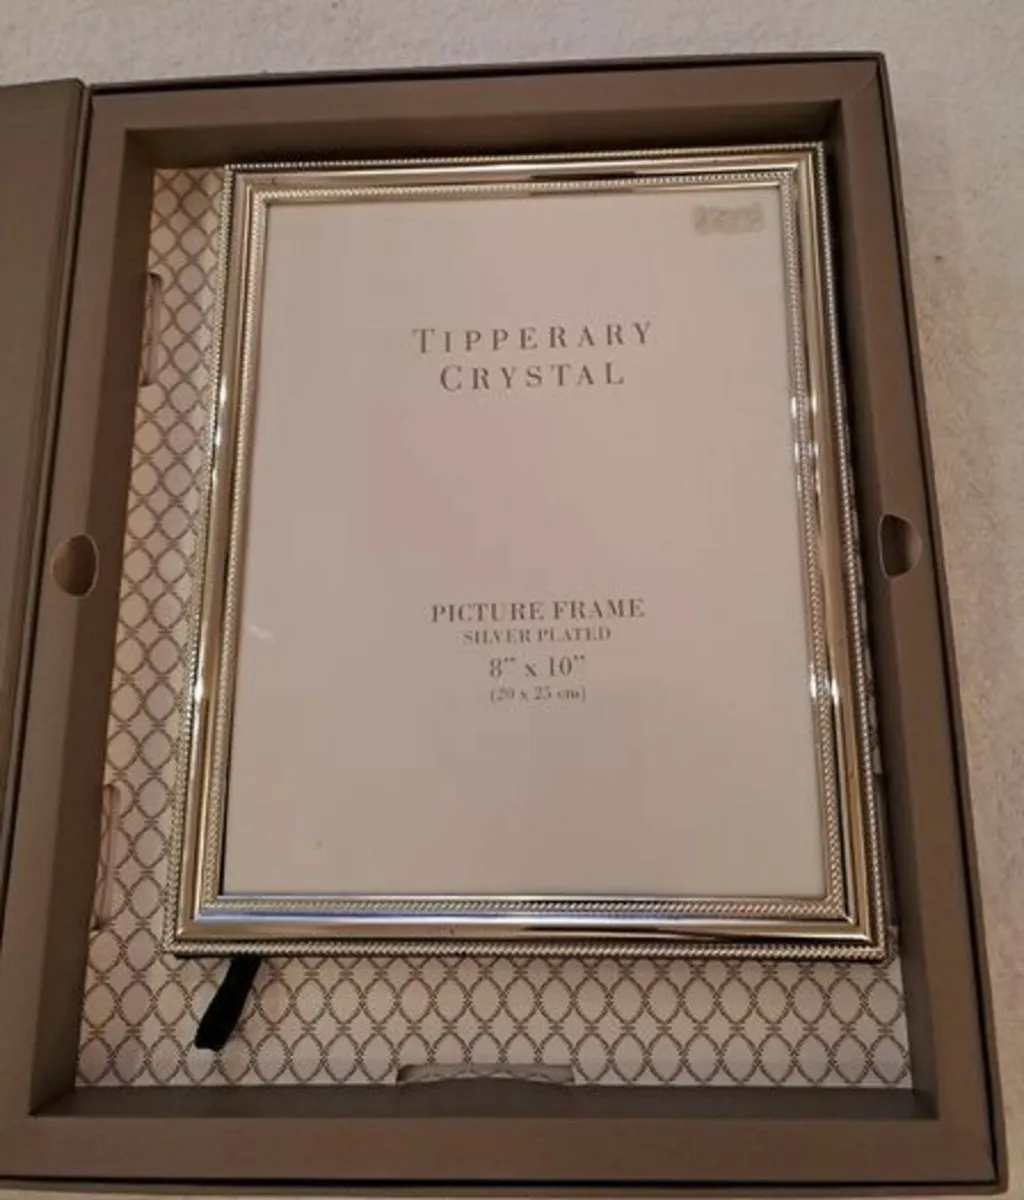 TIPPERARY
CRYSTAL
PICTURE FRAME
SILVER PLATED
8” x 10”
(20 x 25 cm)